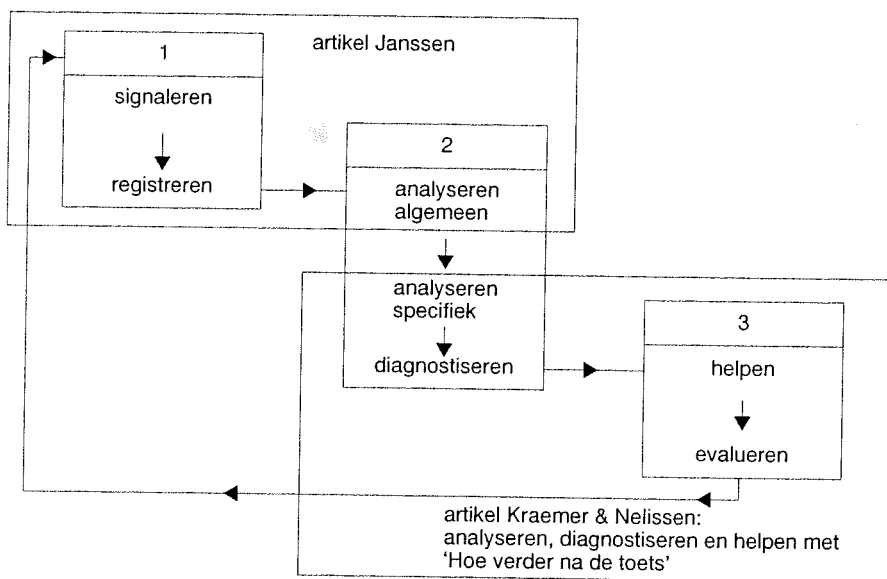 artikel Janssen
1
signaleren
registreren
2
analyseren
algemeen
analyseren
specifiek
diagnostiseren
3
helpen
evalueren
artikel Kraemer & Nelissen:
analyseren, diagnostiseren en helpen met
'Hoe verder na de toets'